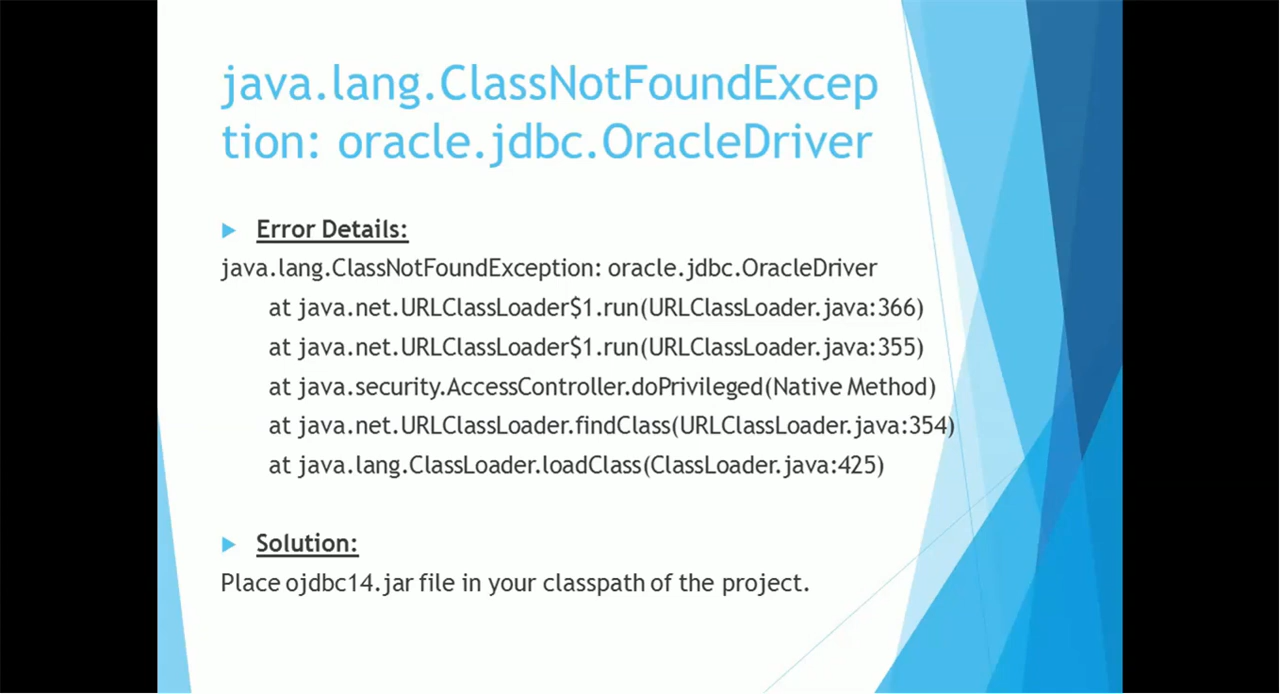 java.lang.ClassNotFoundExcep
tion: oracle.jdbc.OracleDriver
Error Details:
java.lang.ClassNotFoundException: oracle.jdbc.OracleDriver
at java.net.URLClassLoader$1.run(URLClassLoader.java:366)
at java.net.URLClassLoader$1.run(URLClassLoader.java:355)
at java.security.AccessController.doPrivileged(Native Method)
at java.net.URLClassLoader.findClass(URLClassLoader.java:354)
at java.lang.ClassLoader.loadClass(ClassLoader.java:425)
Solution:
Place ojdbc14.jar file in your classpath of the project.